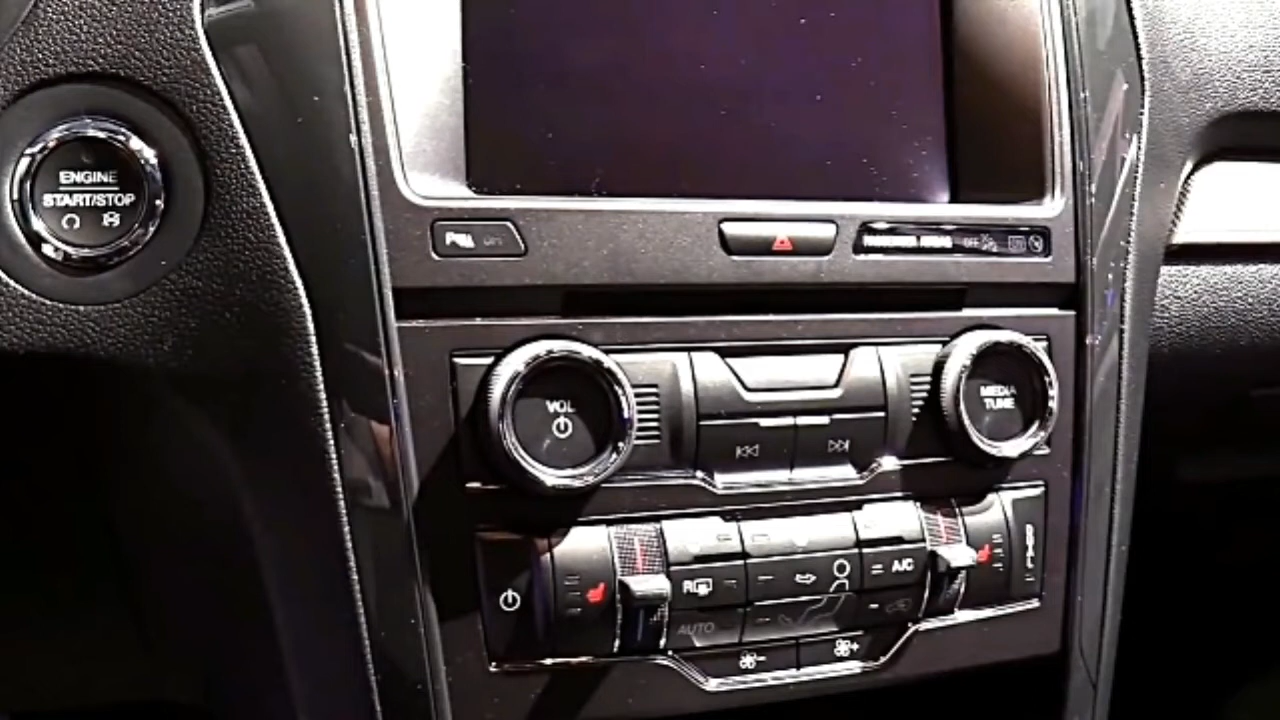 ENGINE
START/STOP
OFF
PASSENGER AIRBAG OFF
VOL
MEDIA
TUNE
R
A/C
AUTO